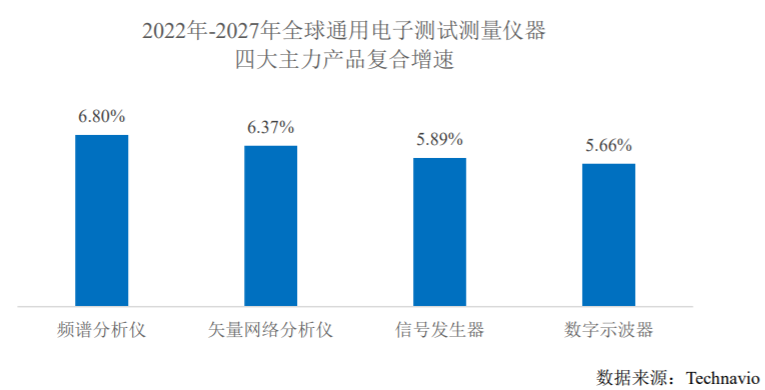 2022年-2027年全球通用电子测试测量仪器
四大主力产品复合增速
6.80%
6.37%
5.89%
5.66%
频谱分析仪
矢量网络分析仪
信号发生器
数字示波器
数据来源：Technavio